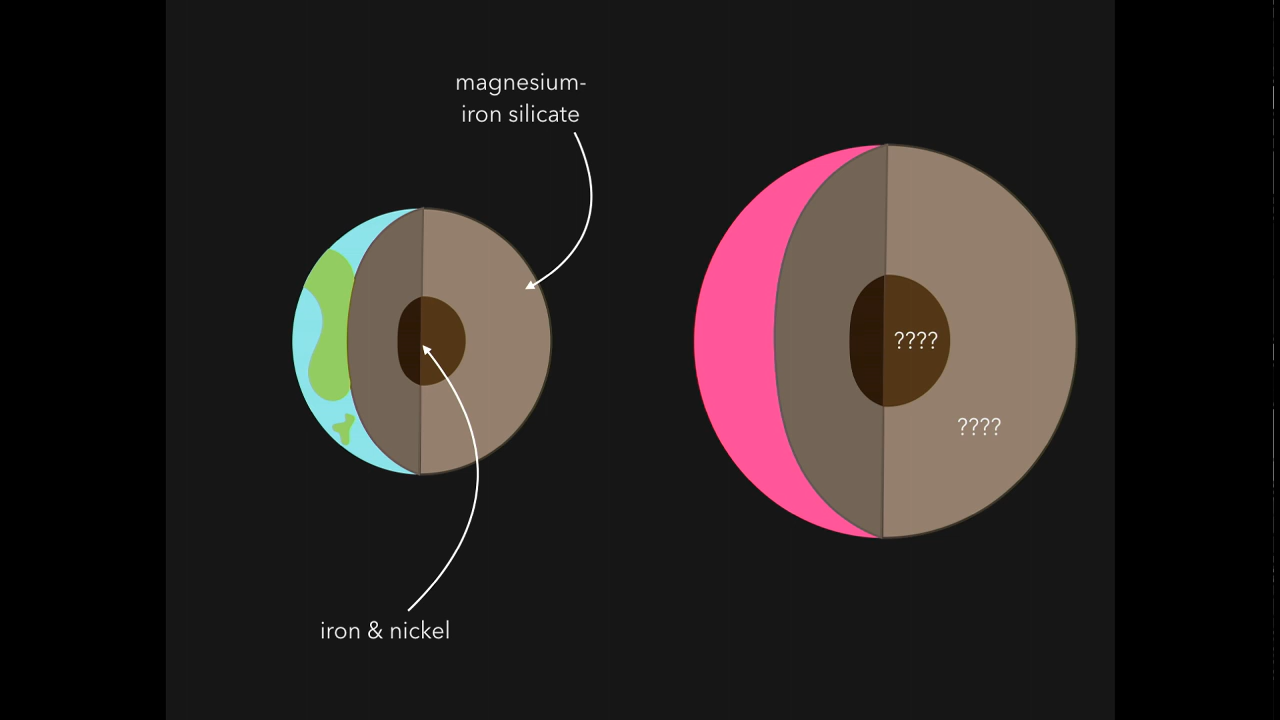 magnesium-
iron silicate
????
????
iron & nickel